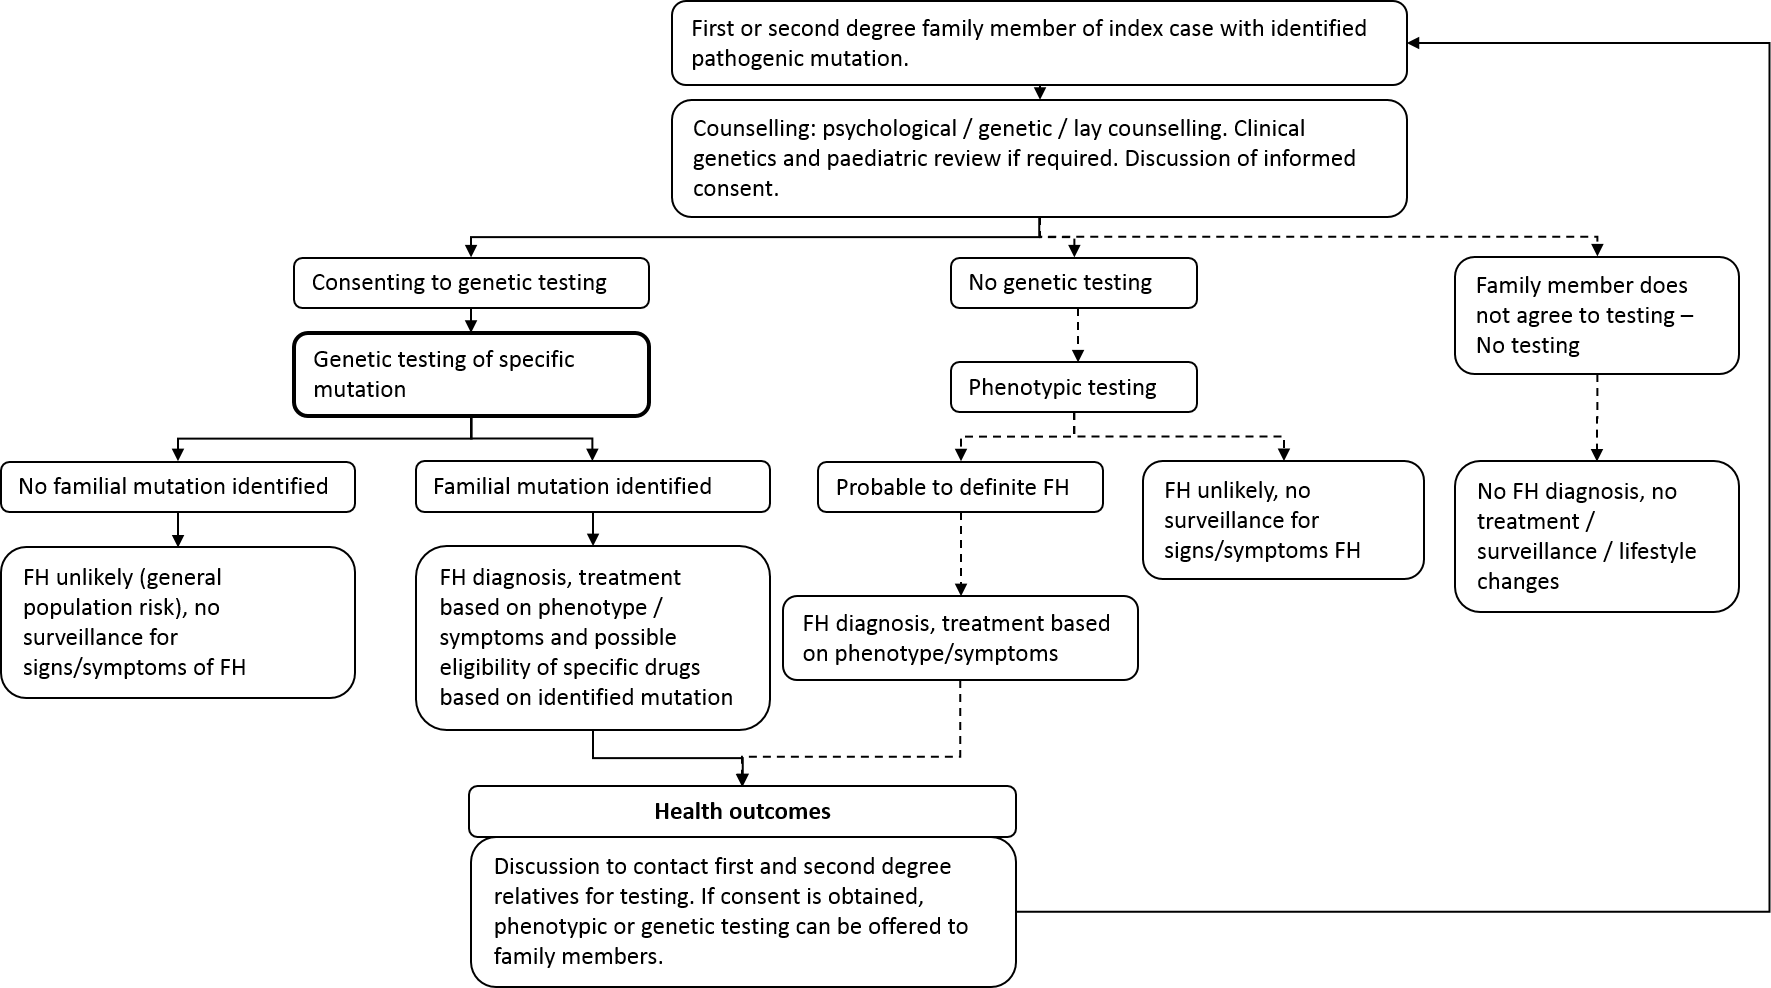 First or second degree family member of index case with identified
pathogenic mutation.
Counselling: psychological / genetic / lay counselling. Clinical
genetics and paediatric review if required. Discussion of informed
consent.
Consenting to genetic testing
No genetic testing
Family member does
not agree to testing –
No testing
Genetic testing of specific
mutation
Phenotypic testing
No familial mutation identified
Familial mutation identified
Probable to definite FH
FH unlikely, no
surveillance for
signs/symptoms FH
No FH diagnosis, no
treatment /
surveillance / lifestyle
changes
FH unlikely (general
population risk), no
surveillance for
signs/symptoms of FH
FH diagnosis, treatment
based on phenotype /
symptoms and possible
eligibility of specific drugs
based on identified mutation
FH diagnosis, treatment based
on phenotype/symptoms
Health outcomes
Discussion to contact first and second degree
relatives for testing. If consent is obtained,
phenotypic or genetic testing can be offered to
family members.